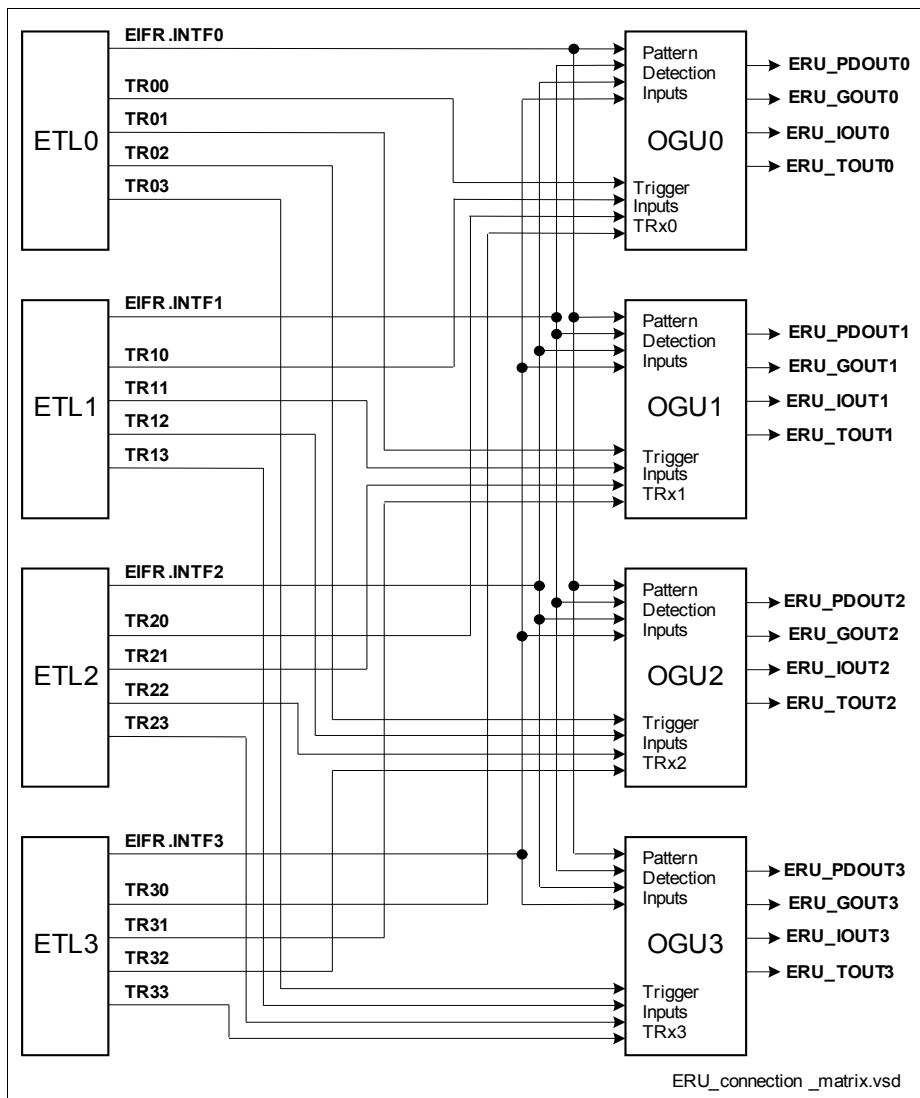 EIFR.INTF0
TR00
TR01
TR02
TR03
ETL0
Pattern
Detection
Inputs
OGU0
Trigger
Inputs
TRx0
ERU_PDOUT0
ERU_GOUT0
ERU_IOUT0
ERU_TOUT0
EIFR.INTF1
TR10
TR11
TR12
TR13
ETL1
Pattern
Detection
Inputs
OGU1
Trigger
Inputs
TRx1
ERU_PDOUT1
ERU_GOUT1
ERU_IOUT1
ERU_TOUT1
EIFR.INTF2
TR20
TR21
TR22
TR23
ETL2
Pattern
Detection
Inputs
OGU2
Trigger
Inputs
TRx2
ERU_PDOUT2
ERU_GOUT2
ERU_IOUT2
ERU_TOUT2
EIFR.INTF3
TR30
TR31
TR32
TR33
ETL3
Pattern
Detection
Inputs
OGU3
Trigger
Inputs
TRx3
ERU_PDOUT3
ERU_GOUT3
ERU_IOUT3
ERU_TOUT3
ERU_connection _matrix.vsd